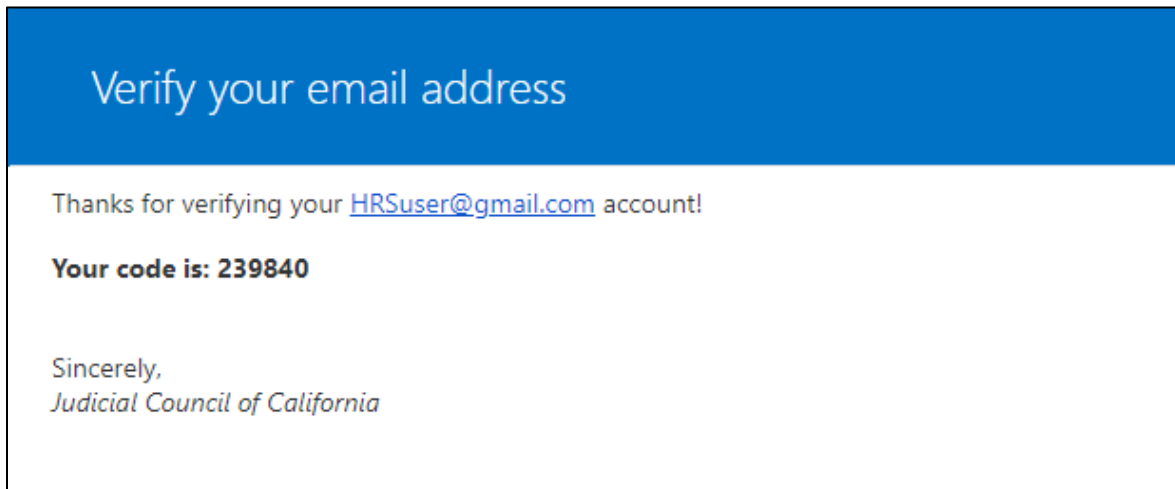 Verify your email address
Thanks for verifying your HRSuser@gmail.com account!
Your code is: 239840
Sincerely,
Judicial Council of California